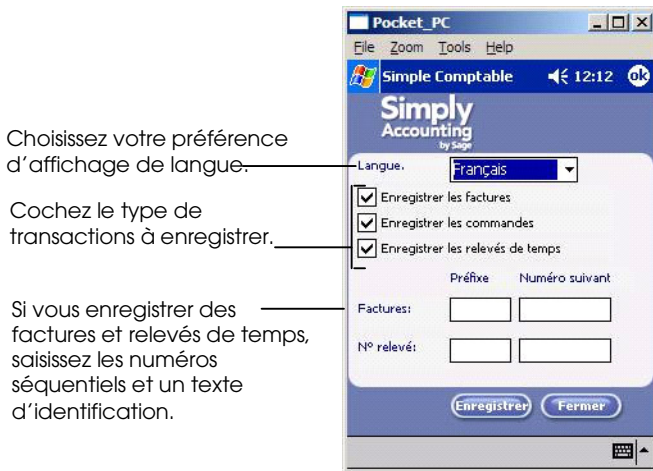 Choisissez votre préférence
d'affichage de langue.
Cochez le type de
transactions à enregistrer.
Si vous enregistrer des
factures et relevés de temps,
saisissez les numéros
séquentiels et un texte
d'identification.
Pocket_PC
File Zoom Tools Help
Simple Comptable 12:12 ok
Simply
Accounting
by Sage
Langue. Français
Enregistrer les factures
Enregistrer les commandes
Enregistrer les relevés de temps
Préfixe Numéro suivant
Factures:
Nº relevé:
Enregistrer Fermer